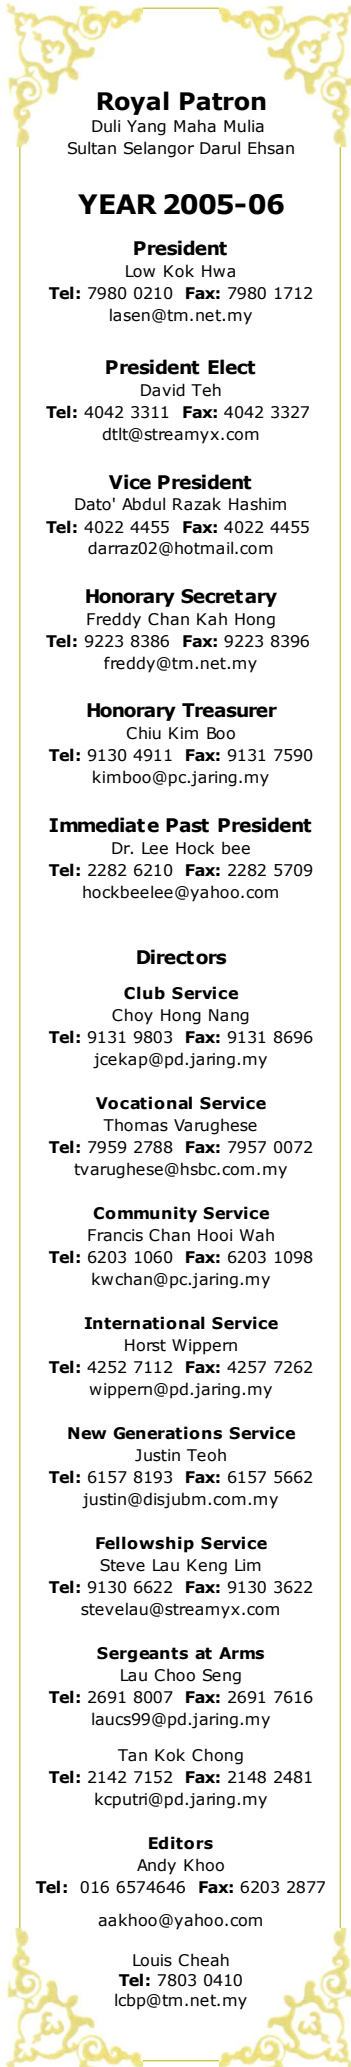 Royal Patron
Duli Yang Maha Mulia
Sultan Selangor Darul Ehsan
YEAR 2005-06
President
Low Kok Hwa
Tel: 7980 0210 Fax: 7980 1712
lasen@tm.net.my
President Elect
David Teh
Tel: 4042 3311 Fax: 4042 3327
dtlt@streamyx.com
Vice President
Dato' Abdul Razak Hashim
Tel: 4022 4455 Fax: 4022 4455
darraz02@hotmail.com
Honorary Secretary
Freddy Chan Kah Hong
Tel: 9223 8386 Fax: 9223 8396
freddy@tm.net.my
Honorary Treasurer
Chiu Kim Boo
Tel: 9130 4911 Fax: 9131 7590
kimboo@pc.jaring.my
Immediate Past President
Dr. Lee Hock bee
Tel: 2282 6210 Fax: 2282 5709
hockbeelee@yahoo.com
Directors
Club Service
Choy Hong Nang
Tel: 9131 9803 Fax: 9131 8696
jcekap@pd.jaring.my
Vocational Service
Thomas Varughese
Tel: 7959 2788 Fax: 7957 0072
tvarughese@hsbc.com.my
Community Service
Francis Chan Hooi Wah
Tel: 6203 1060 Fax: 6203 1098
kwchan@pc.jaring.my
International Service
Horst Wippern
Tel: 4252 7112 Fax: 4257 7262
wippern@pd.jaring.my
New Generations Service
Justin Teoh
Tel: 6157 8193 Fax: 6157 5662
justin@disjubm.com.my
Fellowship Service
Steve Lau Keng Lim
Tel: 9130 6622 Fax: 9130 3622
stevelau@streamyx.com
Sergeants at Arms
Lau Choo Seng
Tel: 2691 8007 Fax: 2691 7616
laucs99@pd.jaring.my
Tan Kok Chong
Tel: 2142 7152 Fax: 2148 2481
kcputri@pd.jaring.my
Editors
Andy Khoo
Tel: 016 6574646 Fax: 6203 2877
aakhoo@yahoo.com
Louis Cheah
Tel: 7803 0410
lcbp@tm.net.my